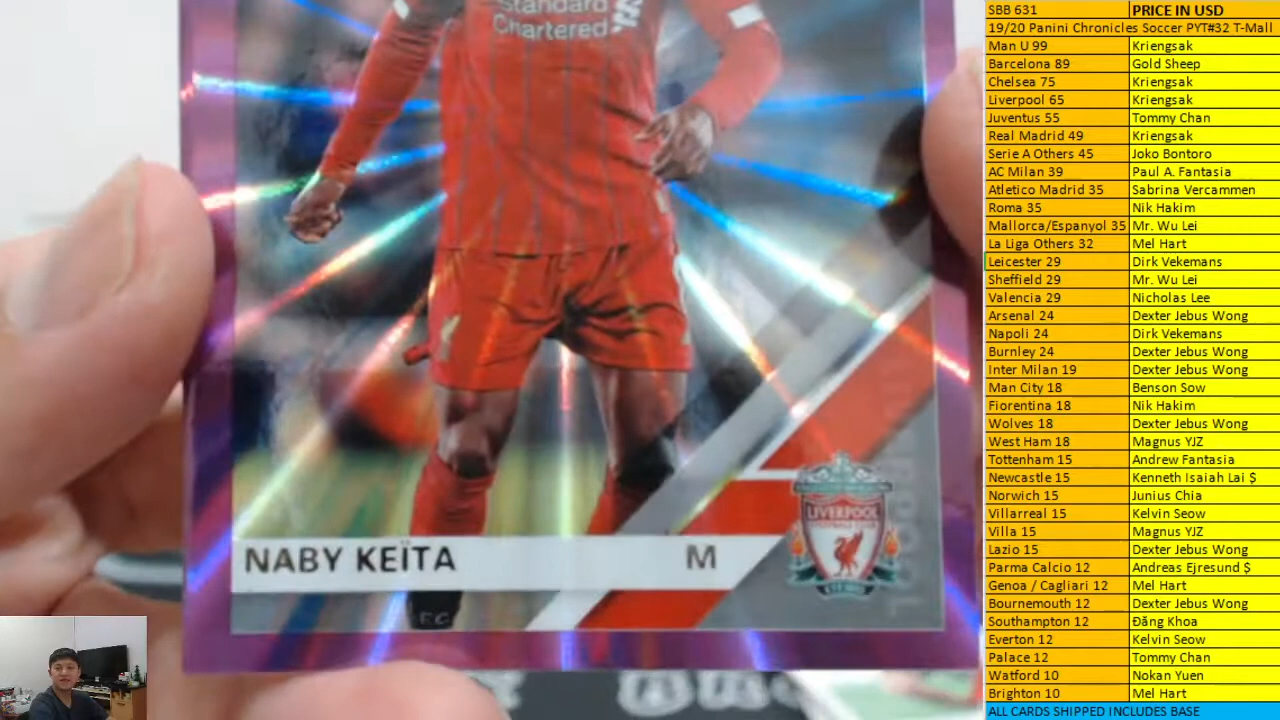 Standard
Chartered
LIVERPOOL
FOOTBALL CLUB
NABY KEÏTA M
SBB 631 PRICE IN USD
19/20 Panini Chronicles Soccer PYT#32 T-Mall
Man U 99 Kriengsak
Barcelona 89 Gold Sheep
Chelsea 75 Kriengsak
Liverpool 65 Kriengsak
Juventus 55 Tommy Chan
Real Madrid 49 Kriengsak
Serie A Others 45 Joko Bontoro
AC Milan 39 Paul A. Fantasia
Atletico Madrid 35 Sabrina Vercammen
Roma 35 Nik Hakim
Mallorca/Espanyol 35 Mr. Wu Lei
La Liga Others 32 Mel Hart
Leicester 29 Dirk Vekemans
Sheffield 29 Mr. Wu Lei
Valencia 29 Nicholas Lee
Arsenal 24 Dexter Jebus Wong
Napoli 24 Dirk Vekemans
Burnley 24 Dexter Jebus Wong
Inter Milan 19 Dexter Jebus Wong
Man City 18 Benson Sow
Fiorentina 18 Nik Hakim
Wolves 18 Dexter Jebus Wong
West Ham 18 Magnus YJZ
Tottenham 15 Andrew Fantasia
Newcastle 15 Kenneth Isaiah Lai $
Norwich 15 Junius Chia
Villarreal 15 Kelvin Seow
Villa 15 Magnus YJZ
Lazio 15 Dexter Jebus Wong
Parma Calcio 12 Andreas Ejresund $
Genoa / Cagliari 12 Mel Hart
Bournemouth 12 Dexter Jebus Wong
Southampton 12 Đăng Khoa
Everton 12 Kelvin Seow
Palace 12 Tommy Chan
Watford 10 Nokan Yuen
Brighton 10 Mel Hart
ALL CARDS SHIPPED INCLUDES BASE